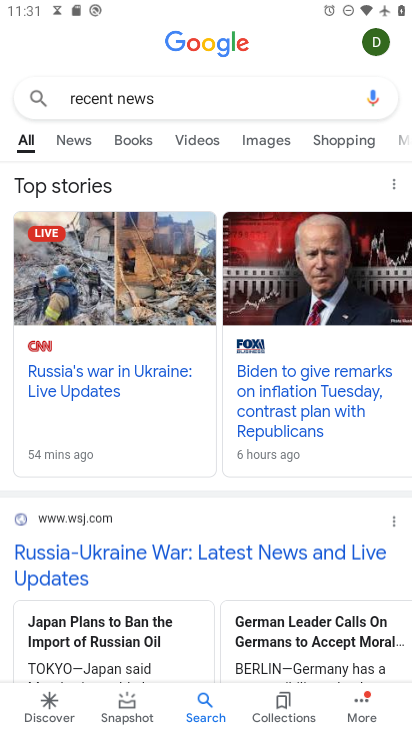 11:31
Google
D
recent news
All News Books Videos Images Shopping M
Top stories
LIVE
CNN
Russia's war in Ukraine:
Live Updates
54 mins ago
FOX
BUSINESS
Biden to give remarks
on inflation Tuesday,
contrast plan with
Republicans
6 hours ago
www.wsj.com
Russia-Ukraine War: Latest News and Live
Updates
Japan Plans to Ban the
Import of Russian Oil
TOKYO—Japan said
German Leader Calls On
Germans to Accept Moral...
BERLIN—Germany has a
Discover Snapshot Search Collections More